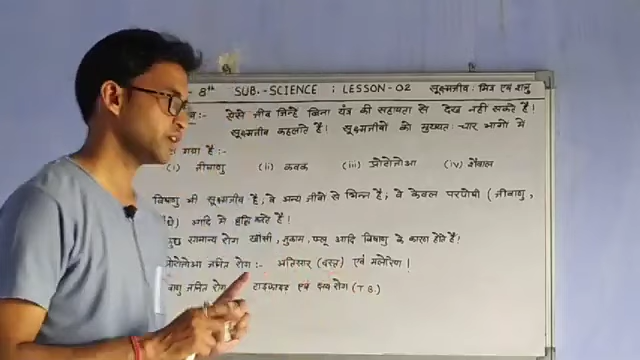 8th SUB.-SCIENCE : LESSON-02 सूक्ष्मजीव: मित्र एवं शत्रु
:- ऐसे जीव जिन्हें बिना यंत्र की सहायता से देख नहीं सकते हैं!
सूक्ष्मजीव कहलाते हैं! सूक्ष्मजीवों को मुख्यतः चार भागों में
गया है :-
(i) जीवाणु (ii) कवक (iii) प्रोटोजोआ (iv) शैवाल
विषाणु भी सूक्ष्मजीव हैं, वे अन्य जीवों से भिन्न हैं; वे केवल परपोषी (जीवाणु,
आदि में वृद्धि करते हैं!
सामान्य रोग खाँसी, जुकाम, फ्लू आदि विषाणु के कारण होते हैं?
जनित रोग :- अतिसार (दस्त) एवं मलेरिया!
जनित रोग टाइफाइड एवं क्षय रोग (T.B.)